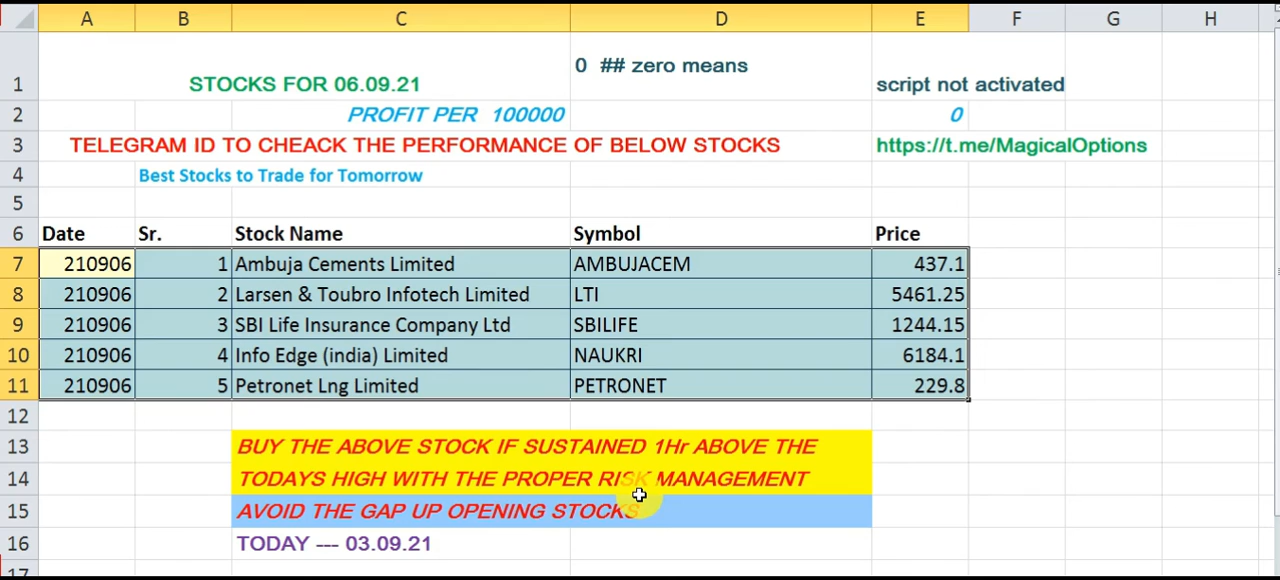 A B C D E F G H
1 STOCKS FOR 06.09.21 0 ## zero means script not activated
2 PROFIT PER 100000 0
3 TELEGRAM ID TO CHEACK THE PERFORMANCE OF BELOW STOCKS https://t.me/MagicalOptions
4 Best Stocks to Trade for Tomorrow
5
6 Date Sr. Stock Name Symbol Price
7 210906 1 Ambuja Cements Limited AMBUJACEM 437.1
8 210906 2 Larsen & Toubro Infotech Limited LTI 5461.25
9 210906 3 SBI Life Insurance Company Ltd SBILIFE 1244.15
10 210906 4 Info Edge (india) Limited NAUKRI 6184.1
11 210906 5 Petronet Lng Limited PETRONET 229.8
12
13 BUY THE ABOVE STOCK IF SUSTAINED 1Hr ABOVE THE
14 TODAYS HIGH WITH THE PROPER RISK MANAGEMENT
15 AVOID THE GAP UP OPENING STOCKS
16 TODAY --- 03.09.21
17